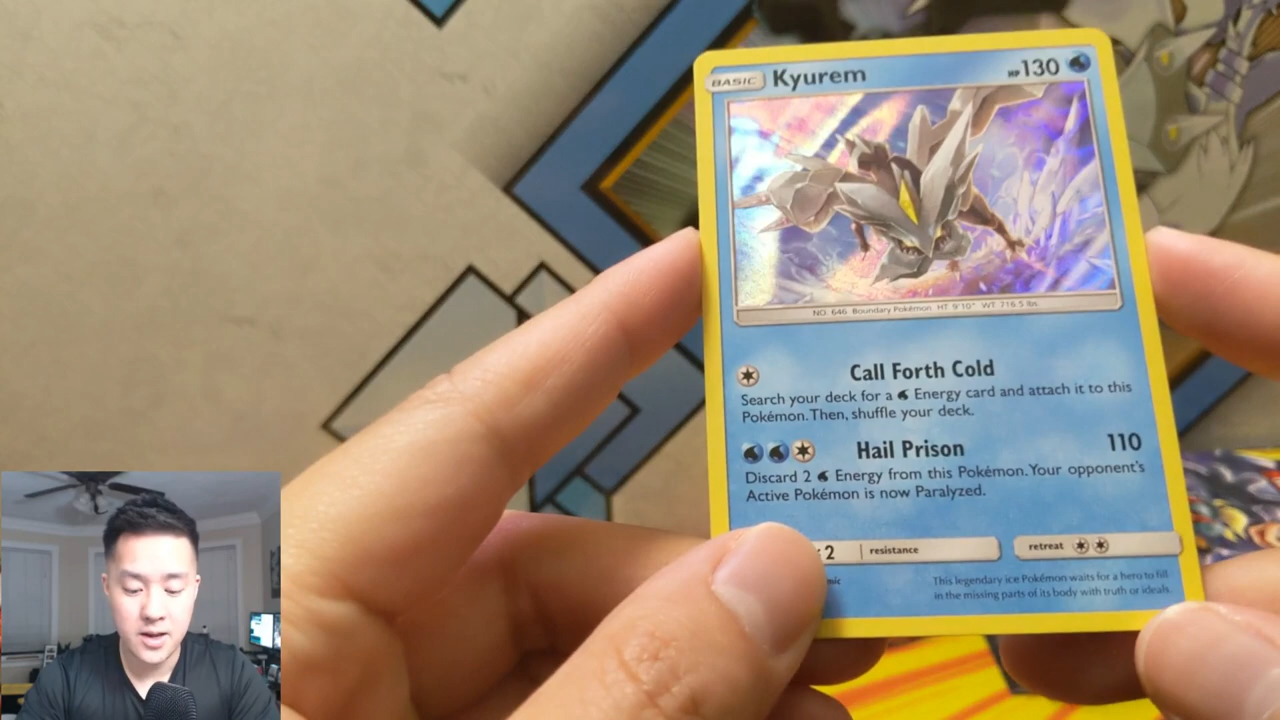 BASIC Kyurem HP 130
NO. 646 Boundary Pokémon HT 9'10" WT 716.5 lbs.
Call Forth Cold
Search your deck for a Energy card and attach it to this
Pokémon. Then, shuffle your deck.
Hail Prison 110
Discard 2 Energy from this Pokémon. Your opponent's
Active Pokémon is now Paralyzed.
2 resistance retreat
This legendary ice Pokémon waits for a hero to fill
in the missing parts of its body with truth or ideals.